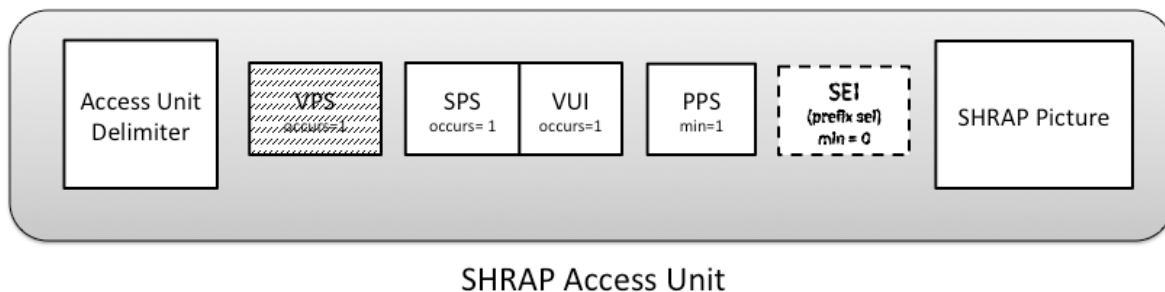 Access Unit
Delimiter
VPS
occurs=1
SPS
occurs= 1
VUI
occurs=1
PPS
min=1
SEI
(prefix sei)
min = 0
SHRAP Picture
SHRAP Access Unit